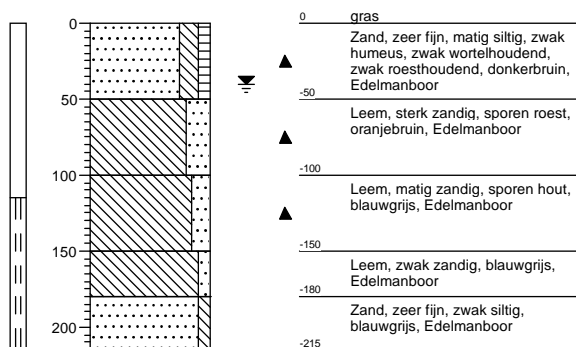 0
50
100
150
200
0
gras
Zand, zeer fijn, matig siltig, zwak
humeus, zwak wortelhoudend,
zwak roesthoudend, donkerbruin,
Edelmanboor
-50
Leem, sterk zandig, sporen roest,
oranjebruin, Edelmanboor
-100
Leem, matig zandig, sporen hout,
blauwgrijs, Edelmanboor
-150
Leem, zwak zandig, blauwgrijs,
Edelmanboor
-180
Zand, zeer fijn, zwak siltig,
blauwgrijs, Edelmanboor
-215